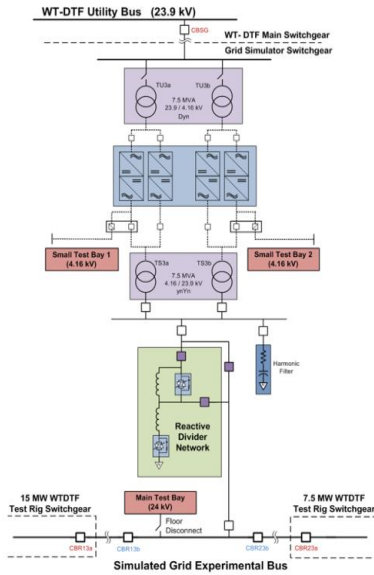 WT-DTF Utility Bus (23.9 kV)
CBSG
WT- DTF Main Switchgear
Grid Simulator Switchgear
TU3a
TU3b
7.5 MVA
23.9 / 4.16 kV
Dyn
Small Test Bay 1
(4.16 kV)
Small Test Bay 2
(4.16 kV)
TS3a
TS3b
7.5 MVA
4.16 / 23.9 kV
ynYn
Harmonic
Filter
Reactive
Divider
Network
15 MW WTDTF
Test Rig Switchgear
Main Test Bay
(24 kV)
7.5 MW WTDTF
Test Rig Switchgear
Floor
Disconnect
CBR13a
CBR13b
CBR23b
CBR23a
Simulated Grid Experimental Bus